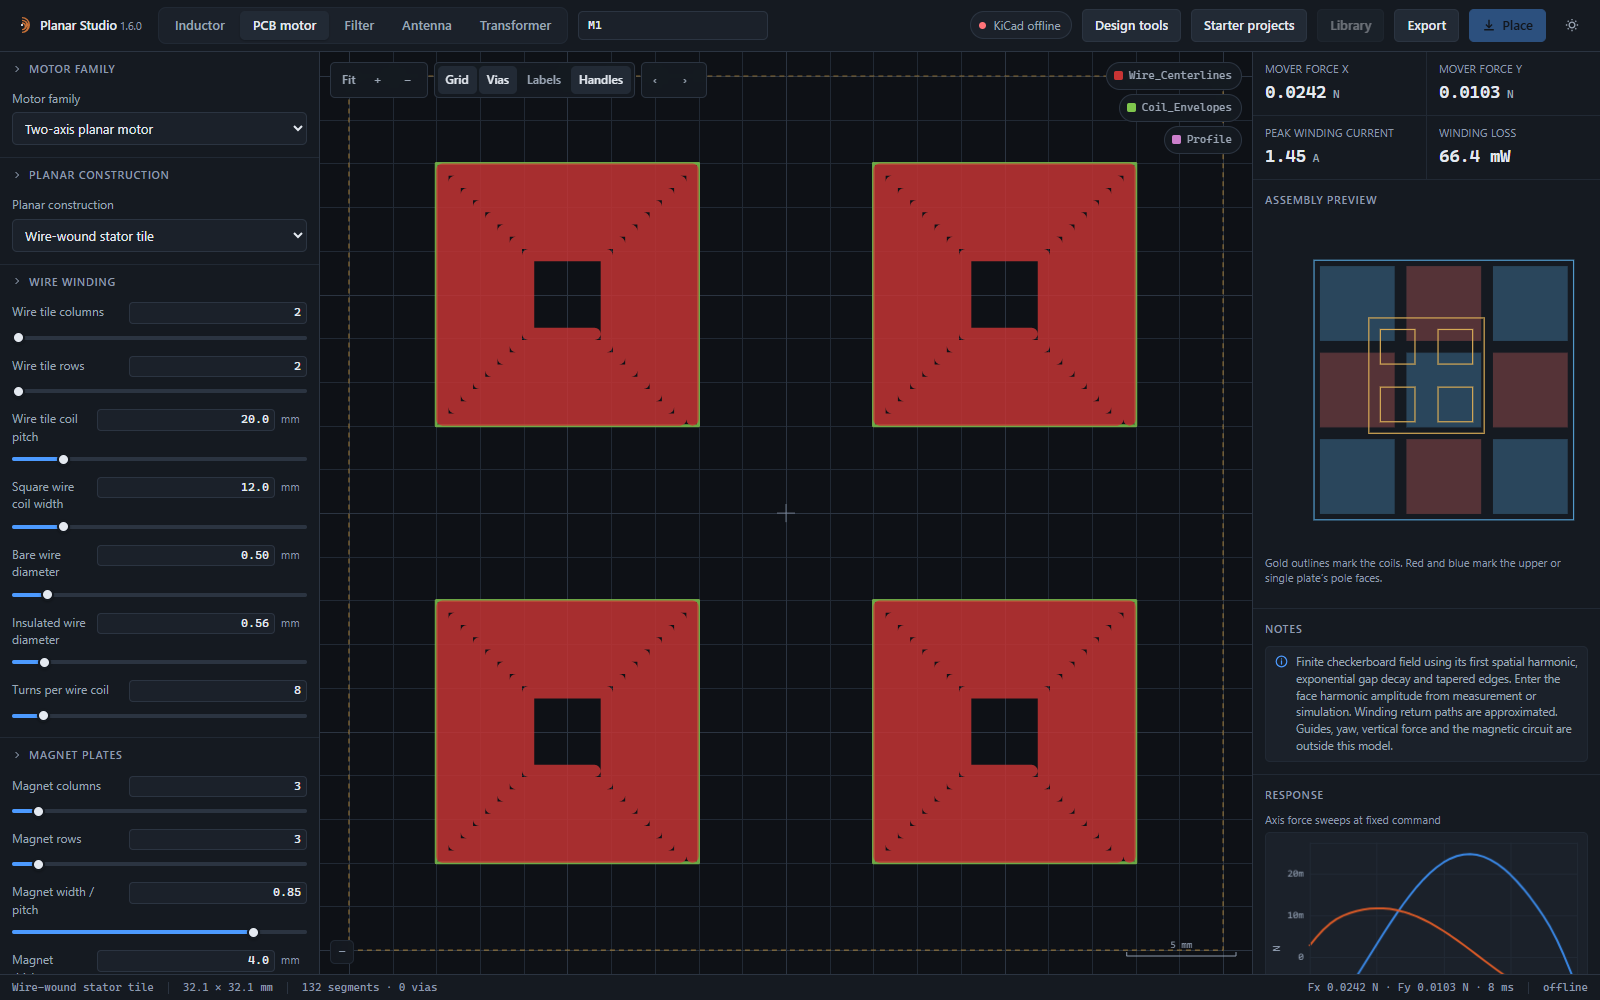 Planar Studio 1.6.0
Inductor
PCB motor
Filter
Antenna
Transformer
M1
KiCad offline
Design tools
Starter projects
Library
Export
Place
MOTOR FAMILY
Motor family
Two-axis planar motor
PLANAR CONSTRUCTION
Planar construction
Wire-wound stator tile
WIRE WINDING
Wire tile columns
2
Wire tile rows
2
Wire tile coil
pitch
20.0 mm
Square wire
coil width
12.0 mm
Bare wire
diameter
0.50 mm
Insulated wire
diameter
0.56 mm
Turns per wire coil
8
MAGNET PLATES
Magnet columns
3
Magnet rows
3
Magnet width /
pitch
0.85
Magnet
4.0 mm
Fit + −
Grid Vias Labels Handles
‹ ›
Wire_Centerlines
Coil_Envelopes
Profile
5 mm
−
MOVER FORCE X
0.0242 N
MOVER FORCE Y
0.0103 N
PEAK WINDING CURRENT
1.45 A
WINDING LOSS
66.4 mW
ASSEMBLY PREVIEW
Gold outlines mark the coils. Red and blue mark the upper or
single plate's pole faces.
NOTES
Finite checkerboard field using its first spatial harmonic,
exponential gap decay and tapered edges. Enter the
face harmonic amplitude from measurement or
simulation. Winding return paths are approximated.
Guides, yaw, vertical force and the magnetic circuit are
outside this model.
RESPONSE
Axis force sweeps at fixed command
20m
10m
0
N
Wire-wound stator tile
32.1 × 32.1 mm
132 segments · 0 vias
Fx 0.0242 N · Fy 0.0103 N · 8 ms
offline